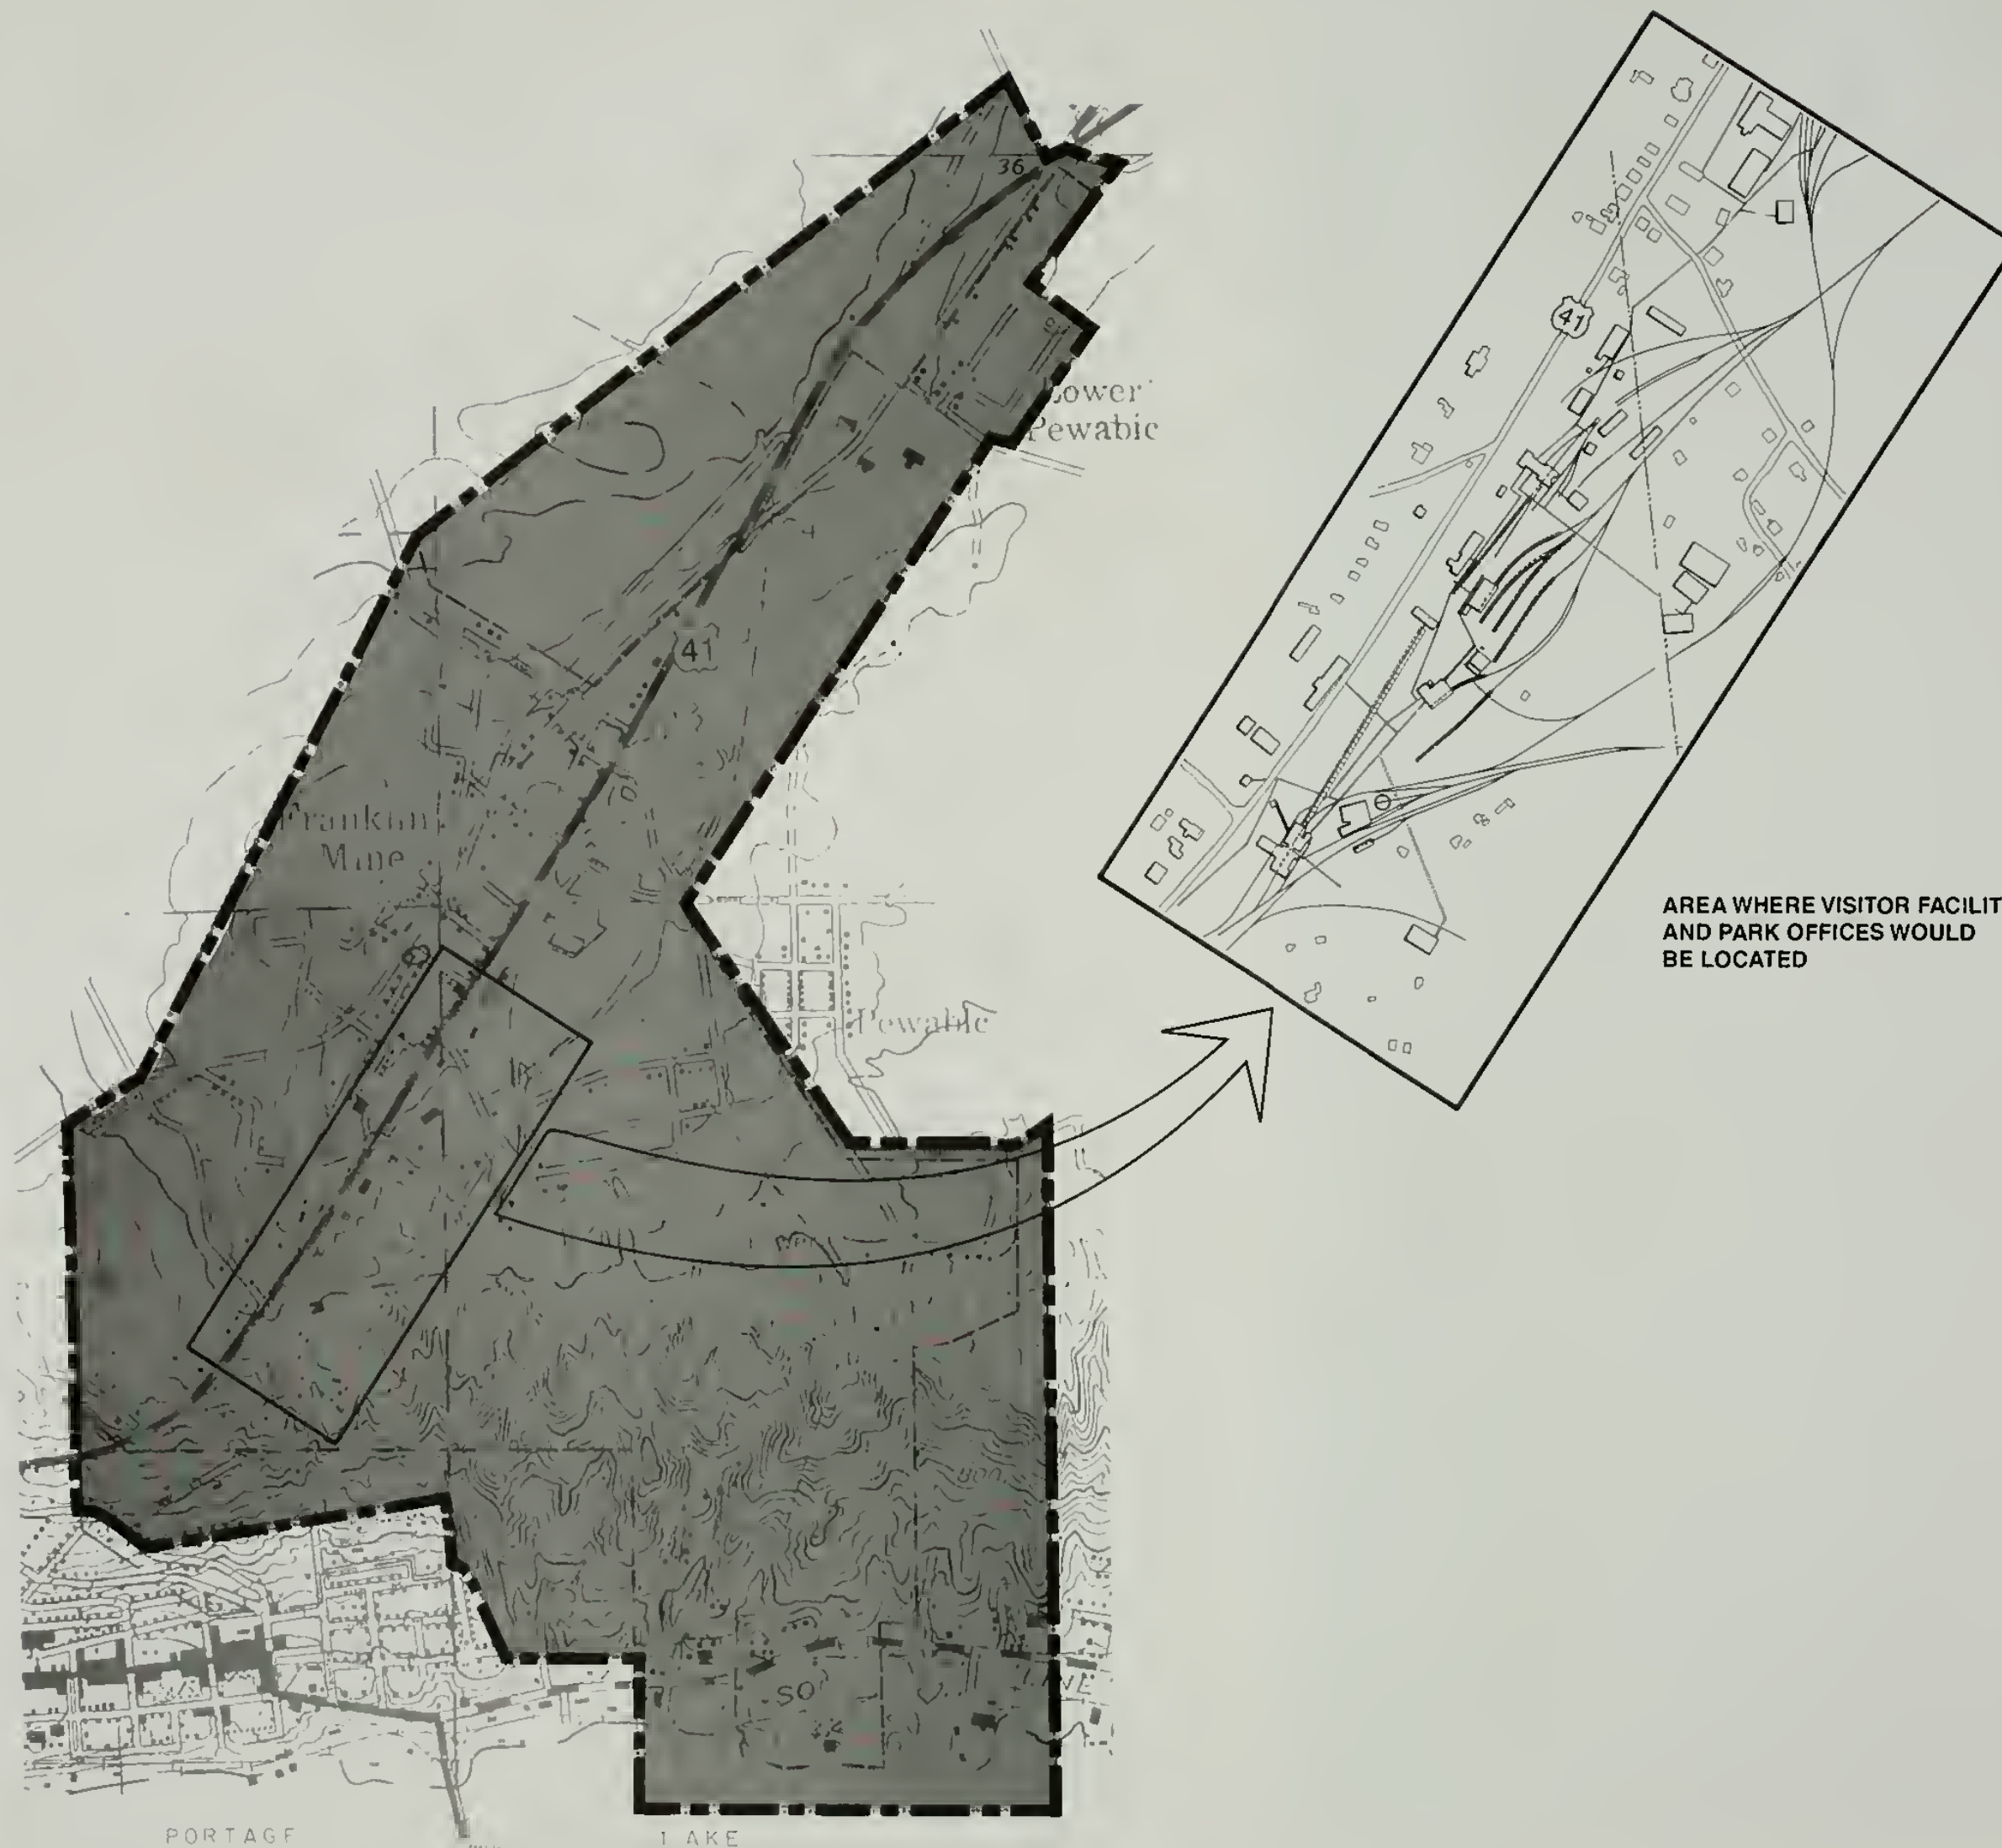 36
41
Lower
Pewabic
41
Franklin
Mine
Pewabic
AREA WHERE VISITOR FACILIT
AND PARK OFFICES WOULD
BE LOCATED
800
SO
PORTAGE
LAKE